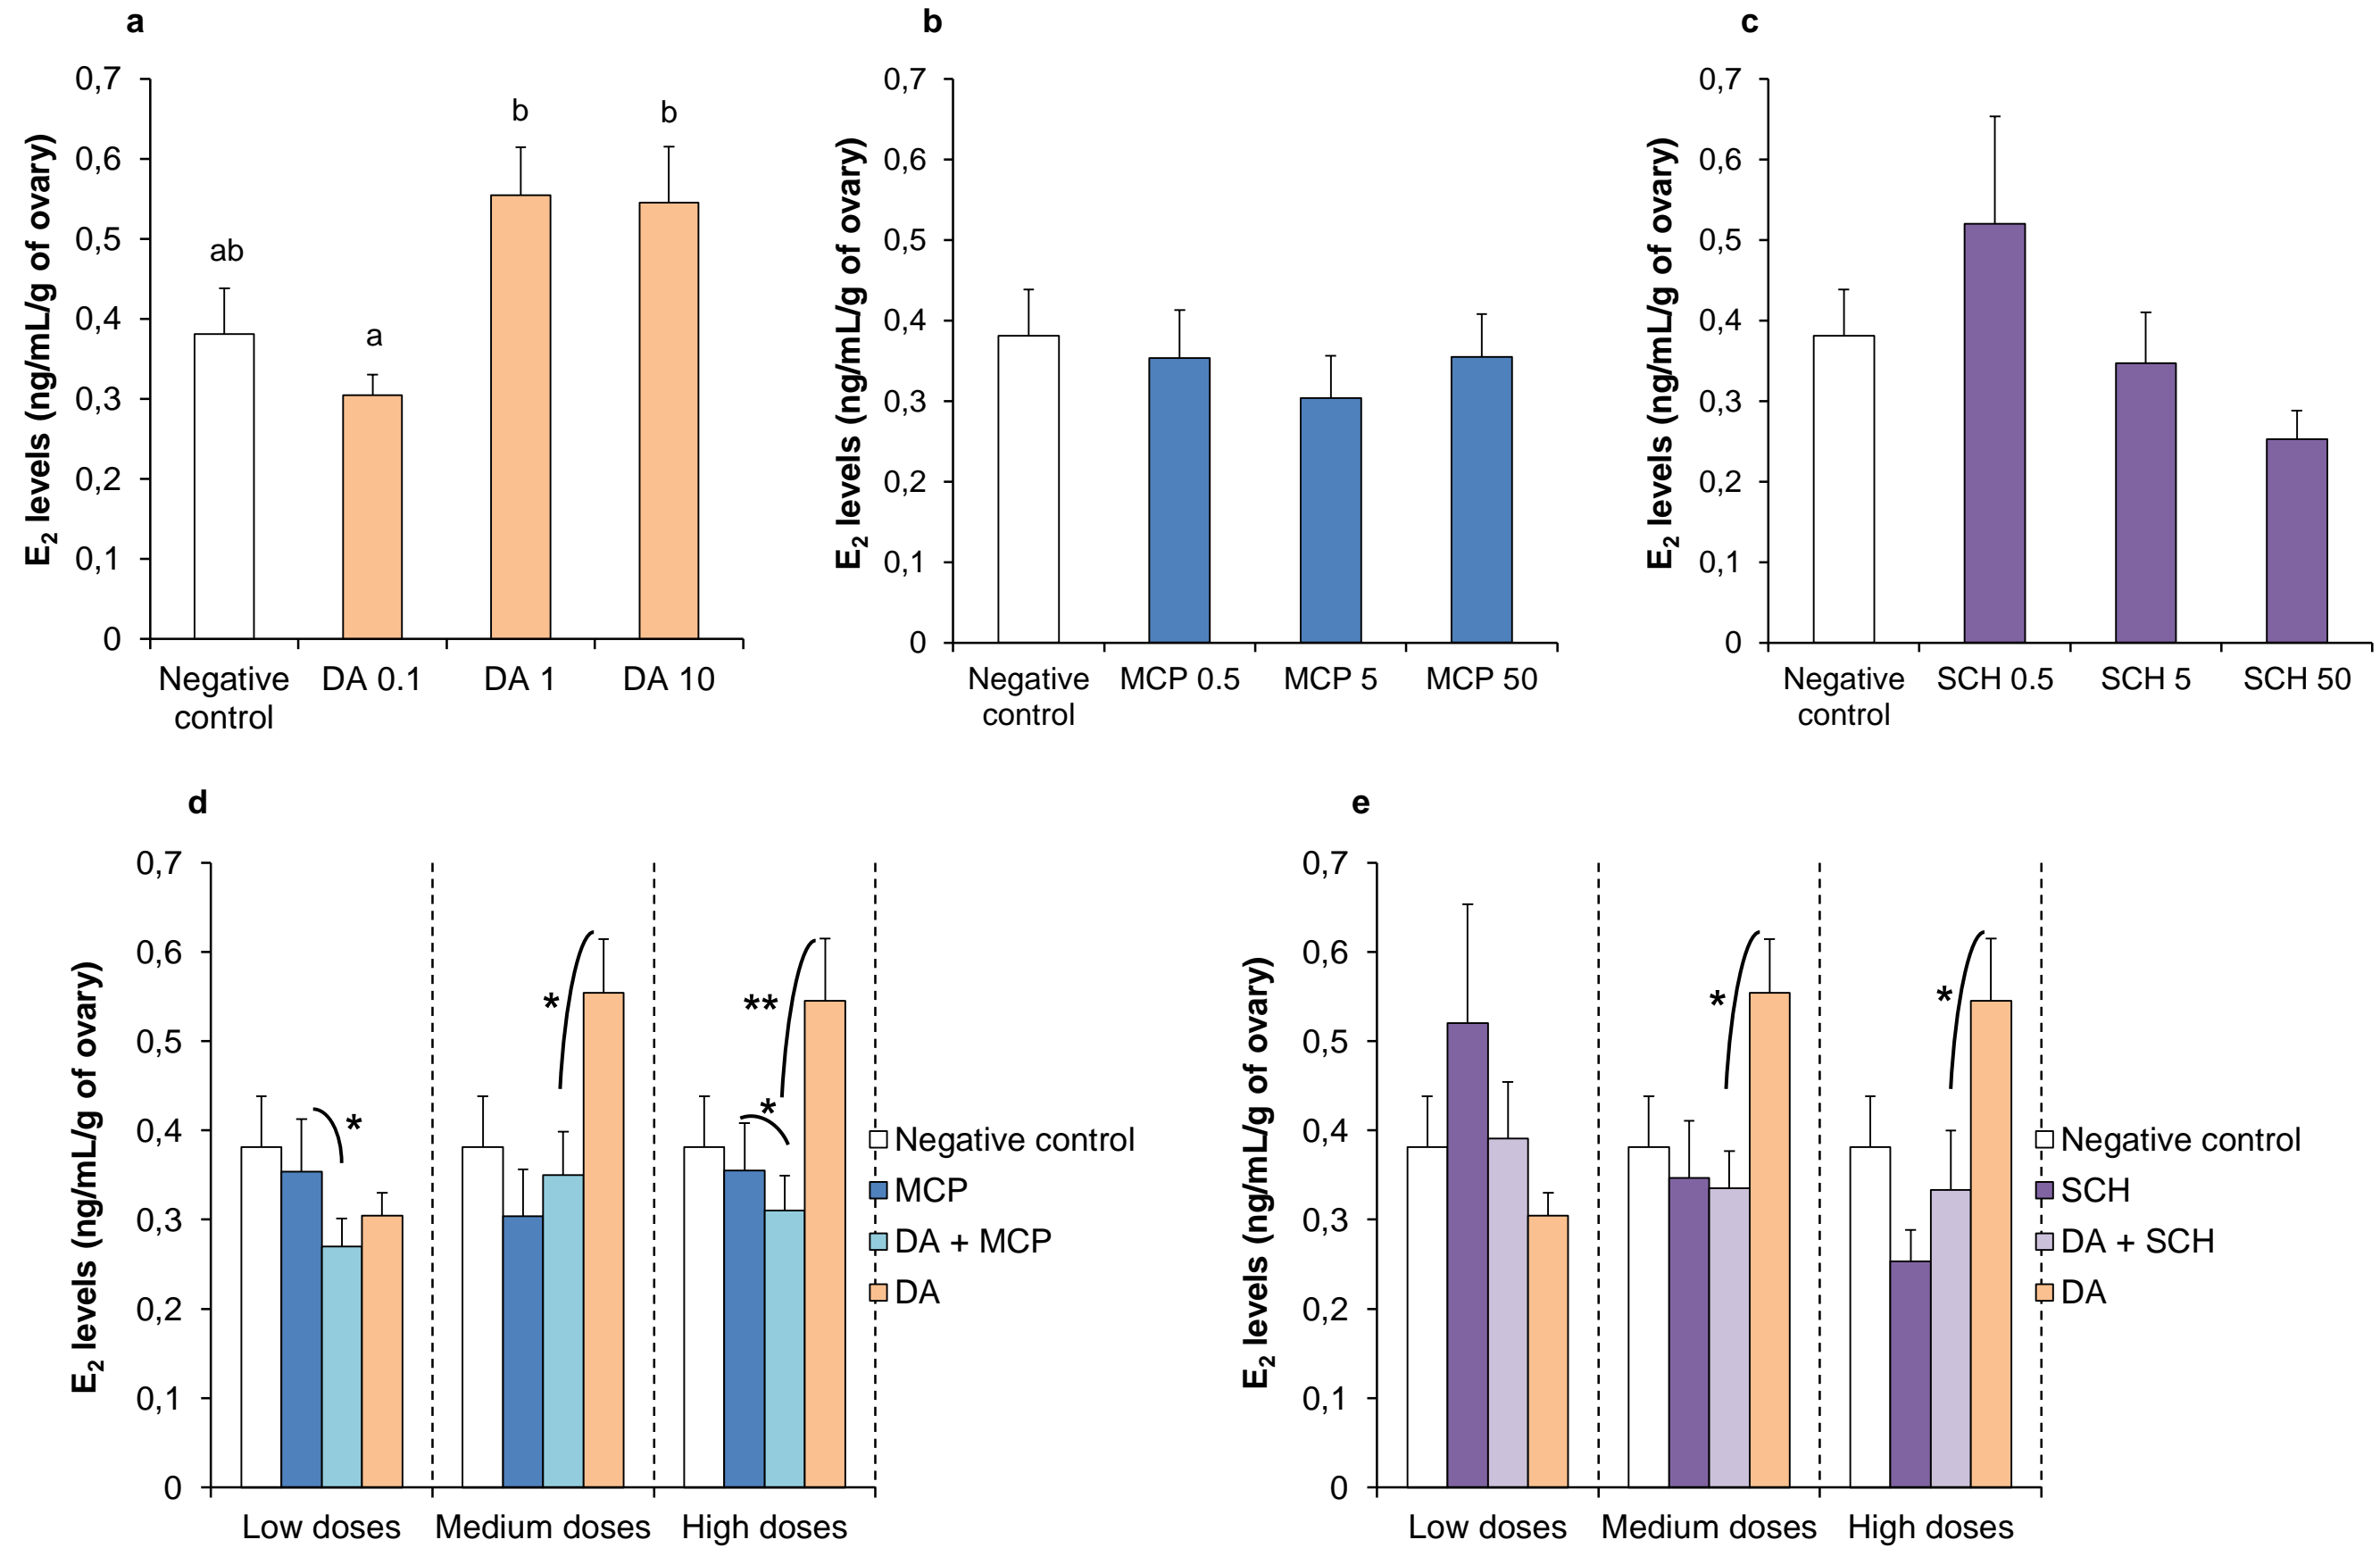 a
0,7
0,6
0,5
0,4
0,3
0,2
0,1
0
E2 levels (ng/mL/g of ovary)
ab
a
b
b
Negative control
DA 0.1
DA 1
DA 10
b
0,7
0,6
0,5
0,4
0,3
0,2
0,1
0
E2 levels (ng/mL/g of ovary)
Negative control
MCP 0.5
MCP 5
MCP 50
c
0,7
0,6
0,5
0,4
0,3
0,2
0,1
0
E2 levels (ng/mL/g of ovary)
Negative control
SCH 0.5
SCH 5
SCH 50
d
0,7
0,6
0,5
0,4
0,3
0,2
0,1
0
E2 levels (ng/mL/g of ovary)
*
*
**
*
Low doses
Medium doses
High doses
Negative control
MCP
DA + MCP
DA
e
0,7
0,6
0,5
0,4
0,3
0,2
0,1
0
E2 levels (ng/mL/g of ovary)
*
*
Low doses
Medium doses
High doses
Negative control
SCH
DA + SCH
DA